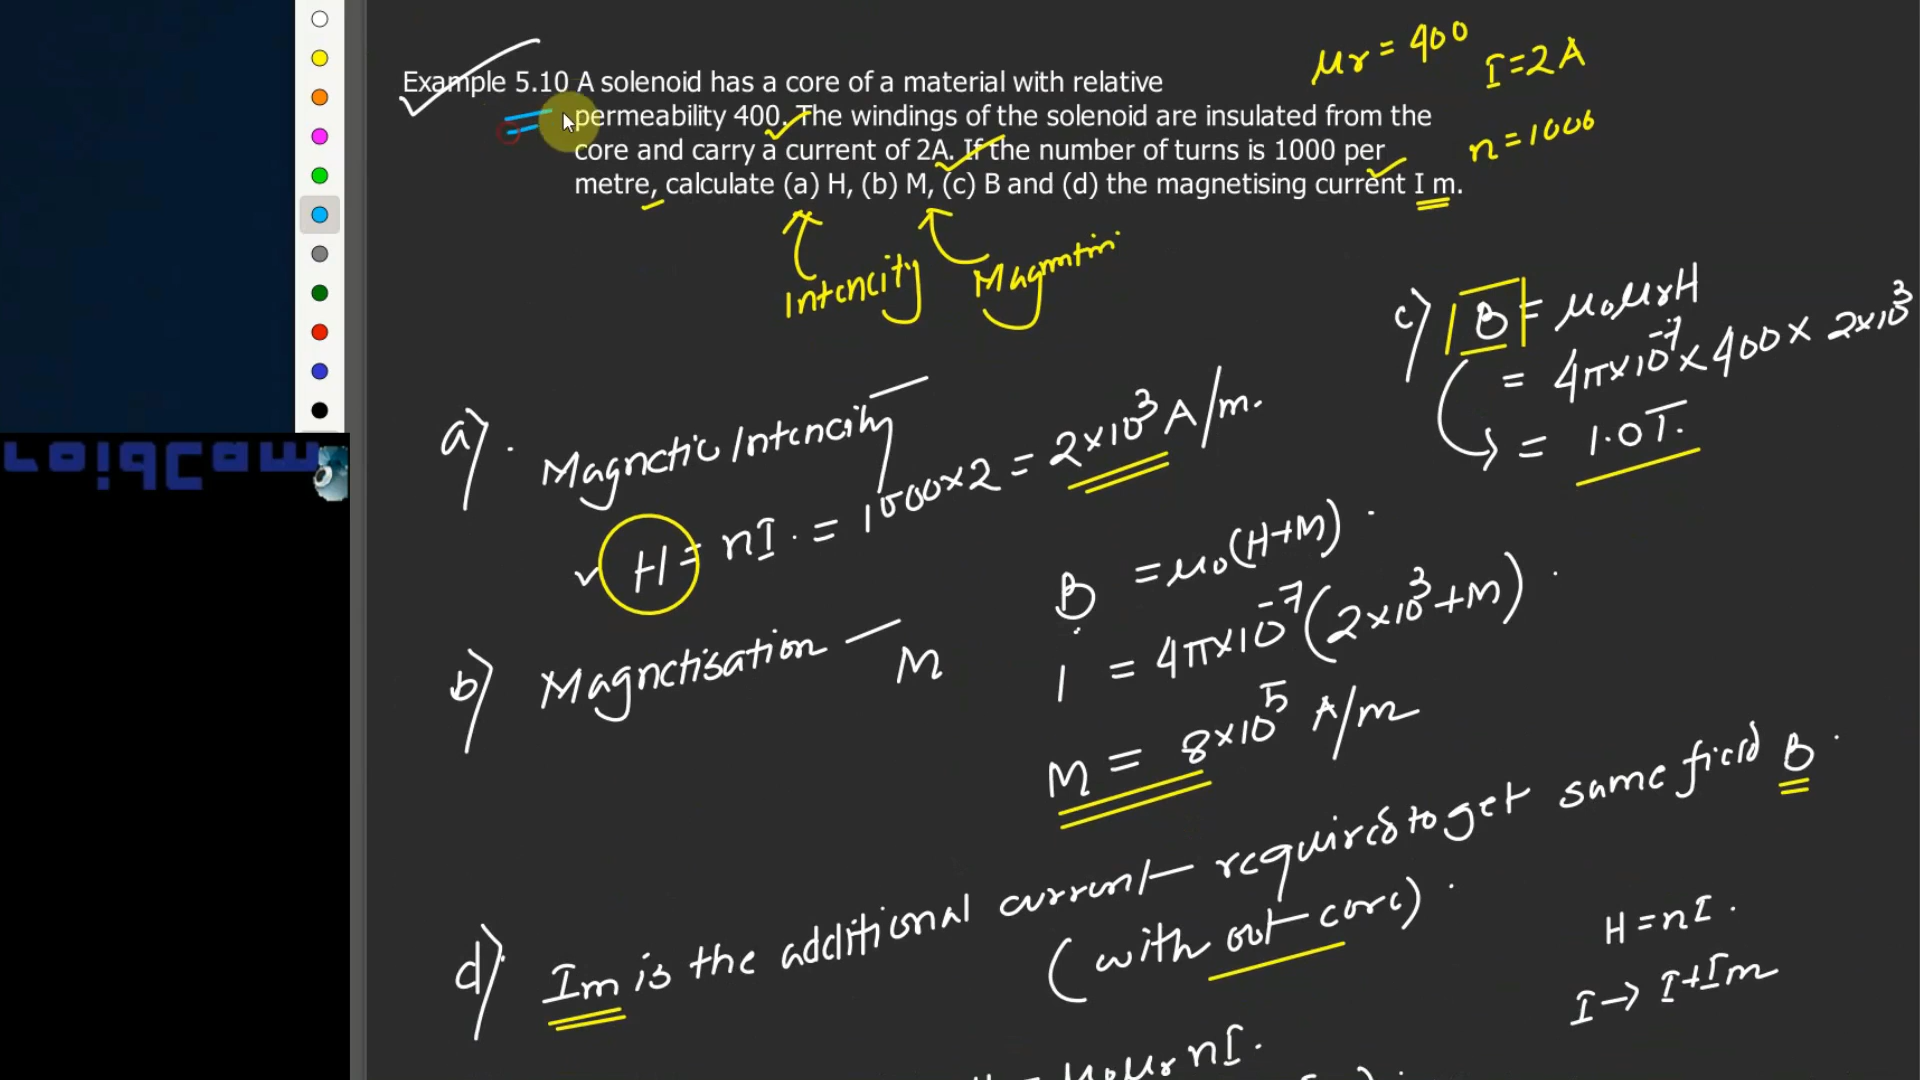 Example 5.10 A solenoid has a core of a material with relative
permeability 400. The windings of the solenoid are insulated from the
core and carry a current of 2A. If the number of turns is 1000 per
metre, calculate (a) H, (b) M, (c) B and (d) the magnetising current I m.
μr = 400
I=2A
n = 1000
Intencity
Magnetini
c) B = μ0μrH
= 4π×10⁻⁷ × 400 × 2×10³
= 1.0T.
a). Magnetic Intencity
H = nI. = 1000×2 = 2×10³ A/m.
b) Magnetisation — M
B = μ0(H+M).
1 = 4π×10⁻⁷(2×10³+M).
M = 8×10⁵ A/m
d) Im is the additional current required to get same field B.
(with out core).
H = nI.
I → I+Im
= μ0μr nI.